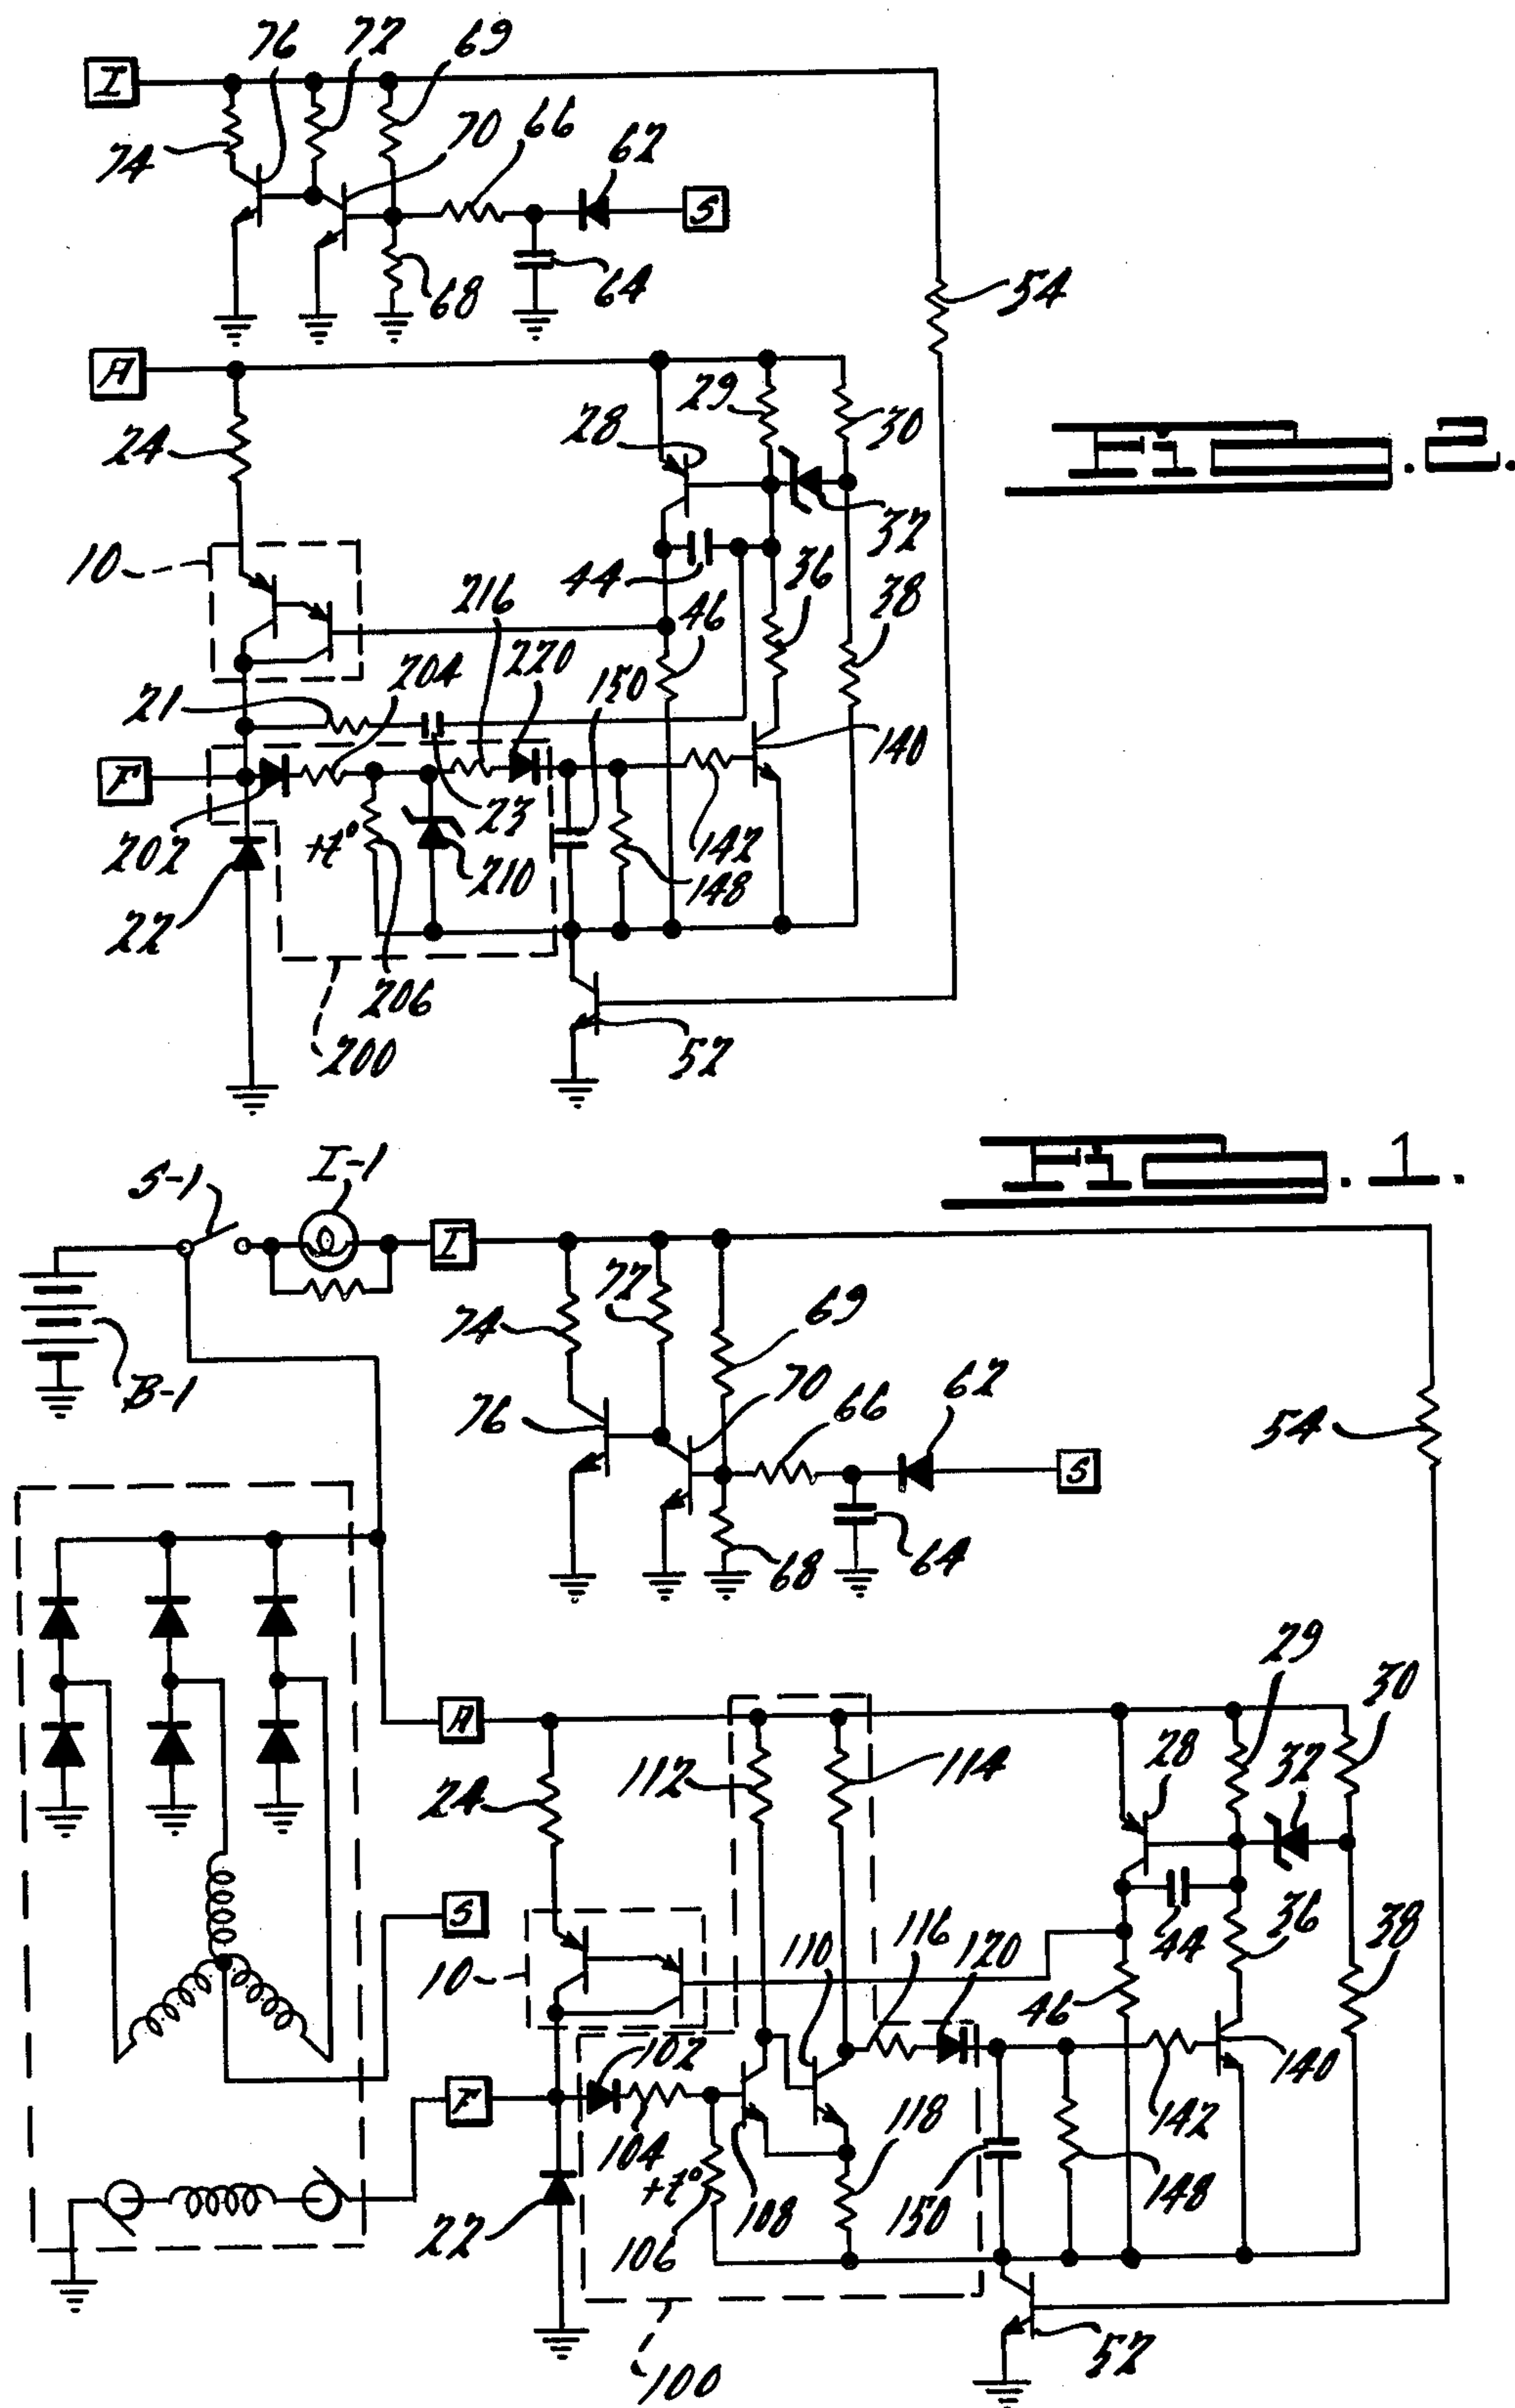 76 72 69
I
74 70 66 62
S
68 64
54
A
29
24 28 30
Fig. 2.
32
10 44 36 38
216 46
204 220 150
21
140
F
23
202 +t° 210 142
148
22
206
200 52
Fig. 1.
S-1 I-1
I
72
74 69
B-1 76 70 66 62
54
S
68 64
29
30
A 28 32
24 112 114
S
116 36 38
10 110 120 44
46
102 140
F
104 118 142
+t° 148
22 106 108 150
100 52